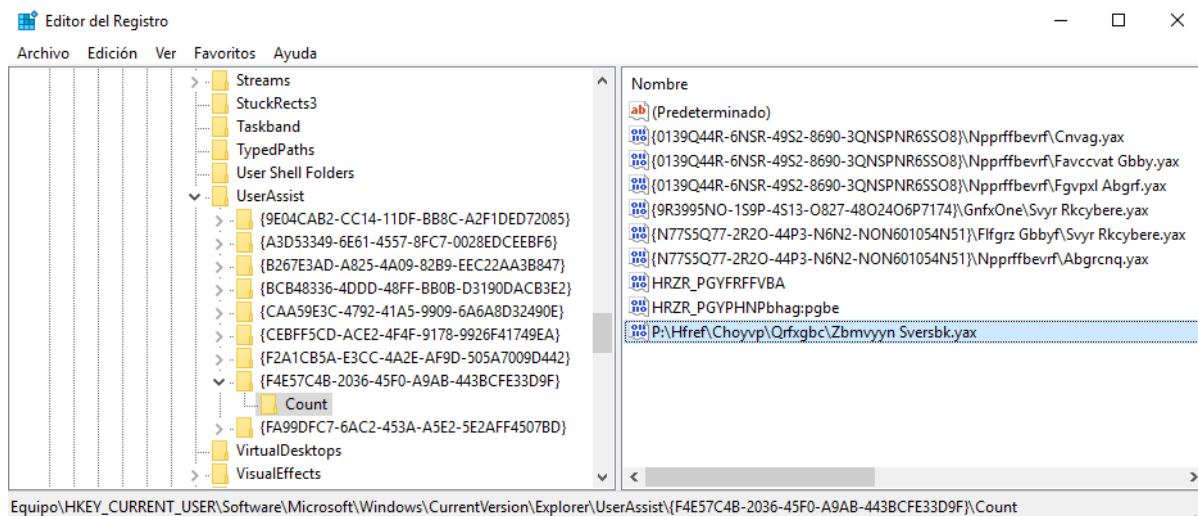 Editor del Registro
Archivo Edición Ver Favoritos Ayuda
Streams
StuckRects3
Taskband
TypedPaths
User Shell Folders
UserAssist
{9E04CAB2-CC14-11DF-BB8C-A2F1DED72085}
{A3D53349-6E61-4557-8FC7-0028EDCEEBF6}
{B267E3AD-A825-4A09-82B9-EEC22AA3B847}
{BCB48336-4DDD-48FF-BB0B-D3190DACB3E2}
{CAA59E3C-4792-41A5-9909-6A6A8D32490E}
{CEBFF5CD-ACE2-4F4F-9178-9926F41749EA}
{F2A1CB5A-E3CC-4A2E-AF9D-505A7009D442}
{F4E57C4B-2036-45F0-A9AB-443BCFE33D9F}
Count
{FA99DFC7-6AC2-453A-A5E2-5E2AFF4507BD}
VirtualDesktops
VisualEffects
Nombre
(Predeterminado)
{0139Q44R-6NSR-49S2-8690-3QNSPNR6SSO8}\Npprffbevrf\Cnvag.yax
{0139Q44R-6NSR-49S2-8690-3QNSPNR6SSO8}\Npprffbevrf\Favccvat Gbby.yax
{0139Q44R-6NSR-49S2-8690-3QNSPNR6SSO8}\Npprffbevrf\Fgvpxl Abgrf.yax
{9R3995NO-1S9P-4S13-O827-48O24O6P7174}\GnfxOne\Svyr Rkcybere.yax
{N77S5Q77-2R2O-44P3-N6N2-NON601054N51}\Flfgrz Gbbyf\Svyr Rkcybere.yax
{N77S5Q77-2R2O-44P3-N6N2-NON601054N51}\Npprffbevrf\Abgrcnq.yax
HRZR_PGYFRFFVBA
HRZR_PGYPHNPbhag:pgbe
P:\Hfref\Choyvp\Qrfxgbc\Zbmvyyn Sversbk.yax
Equipo\HKEY_CURRENT_USER\Software\Microsoft\Windows\CurrentVersion\Explorer\UserAssist\{F4E57C4B-2036-45F0-A9AB-443BCFE33D9F}\Count